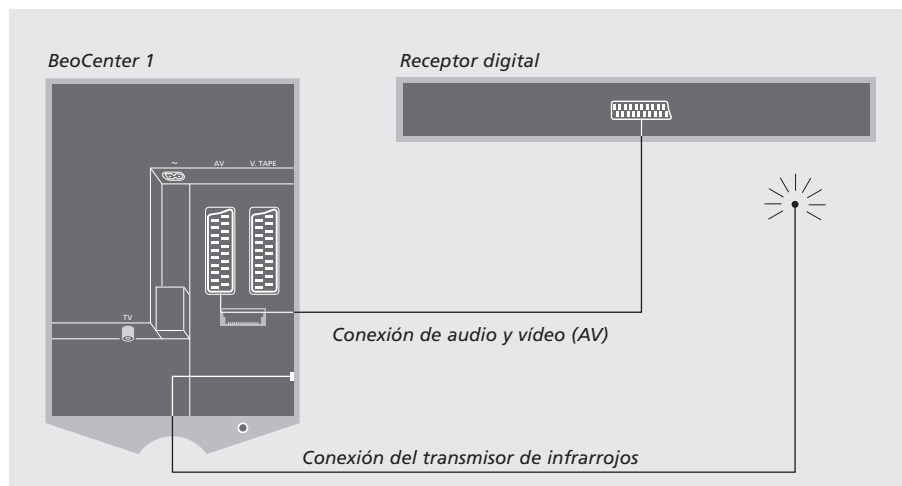 BeoCenter 1
Receptor digital
~ AV V. TAPE
TV
Conexión de audio y vídeo (AV)
Conexión del transmisor de infrarrojos